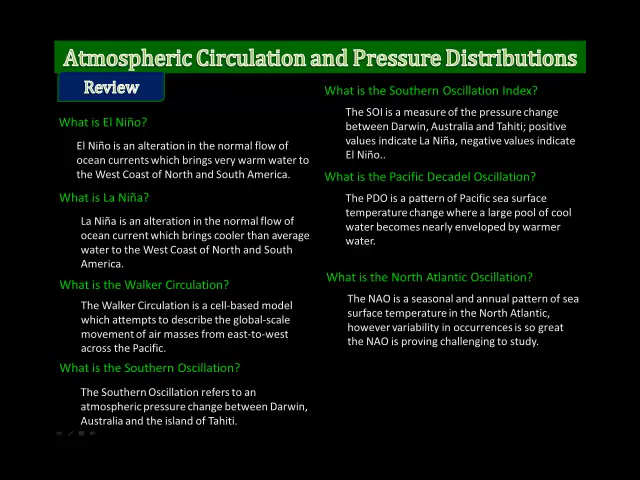 Atmospheric Circulation and Pressure Distributions
Review
What is El Niño?
El Niño is an alteration in the normal flow of
ocean currents which brings very warm water to
the West Coast of North and South America.
What is La Niña?
La Niña is an alteration in the normal flow of
ocean current which brings cooler than average
water to the West Coast of North and South
America.
What is the Walker Circulation?
The Walker Circulation is a cell-based model
which attempts to describe the global-scale
movement of air masses from east-to-west
across the Pacific.
What is the Southern Oscillation?
The Southern Oscillation refers to an
atmospheric pressure change between Darwin,
Australia and the island of Tahiti.
What is the Southern Oscillation Index?
The SOI is a measure of the pressure change
between Darwin, Australia and Tahiti; positive
values indicate La Niña, negative values indicate
El Niño..
What is the Pacific Decadel Oscillation?
The PDO is a pattern of Pacific sea surface
temperature change where a large pool of cool
water becomes nearly enveloped by warmer
water.
What is the North Atlantic Oscillation?
The NAO is a seasonal and annual pattern of sea
surface temperature in the North Atlantic,
however variability in occurrences is so great
the NAO is proving challenging to study.